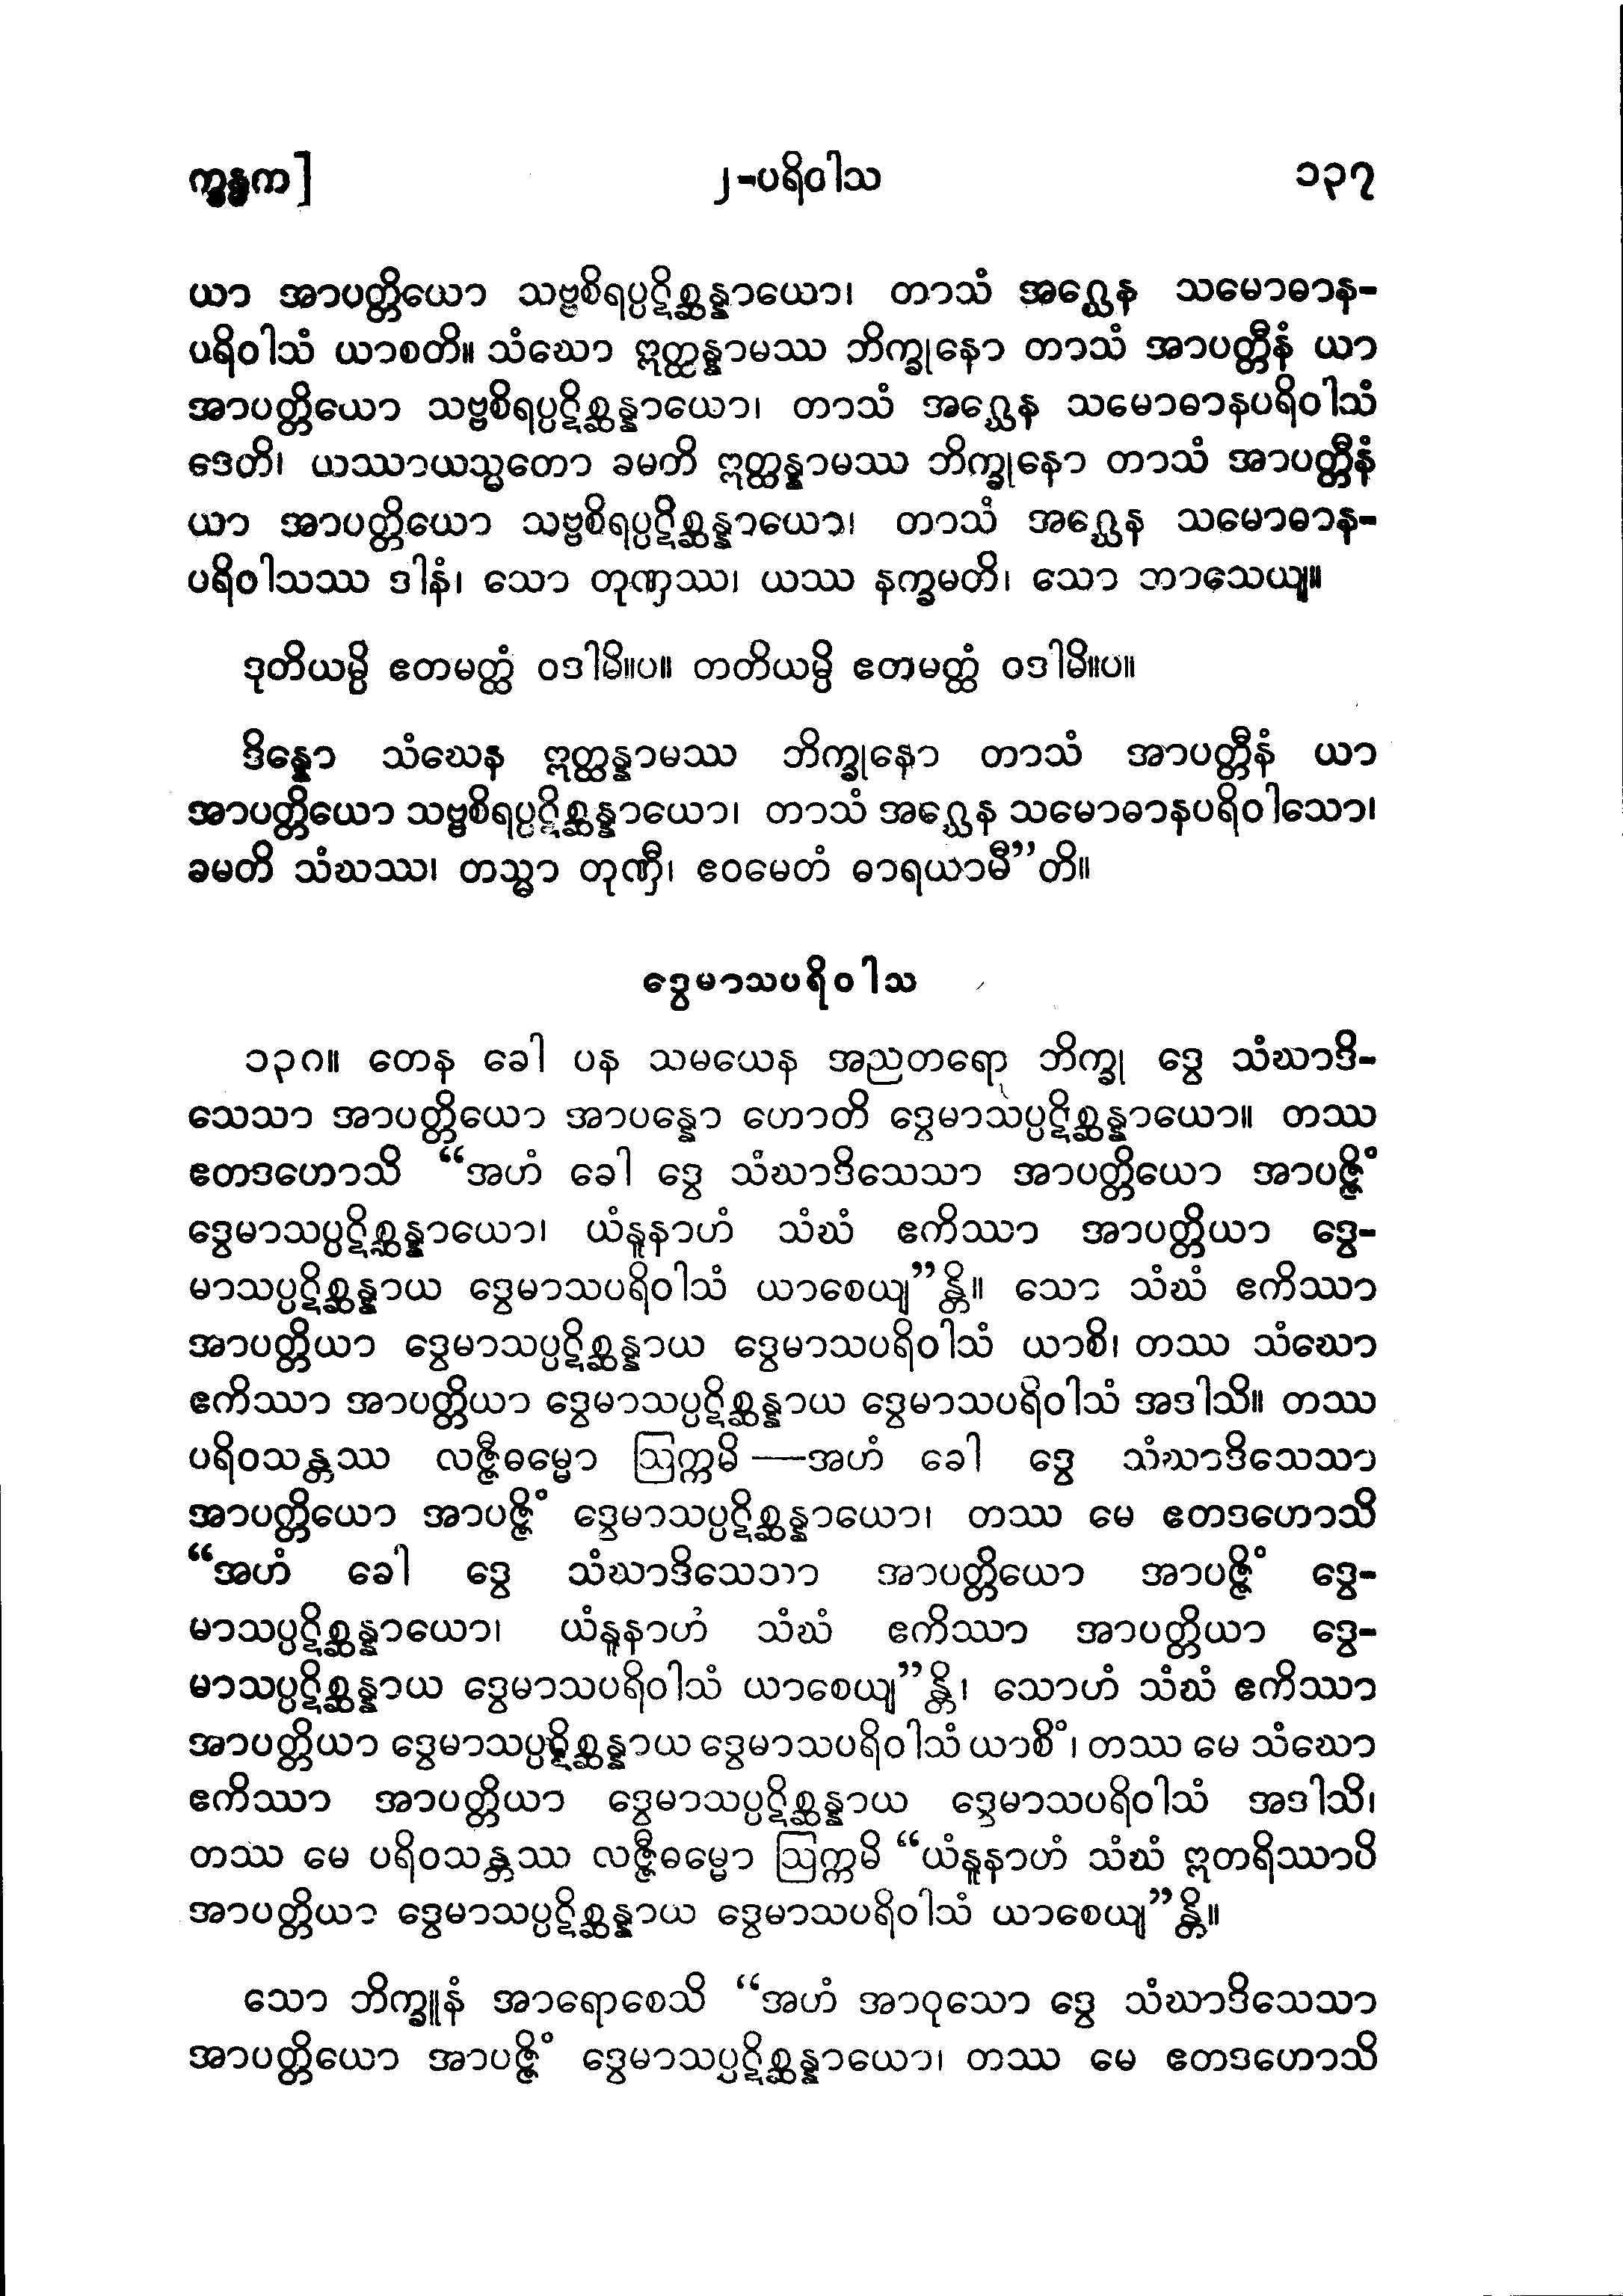 က္ခန္ဓက]
၂-ပရိဝါသ
၁၃၇
ယာ အာပတ္တိယော သဗ္ဗစိရပ္ပဋိစ္ဆန္နာယော၊ တာသံ အဂ္ဃေန သမောဓာန-
ပရိဝါသံ ယာစတိ။ သံဃော ဣတ္ထန္နာမဿ ဘိက္ခုနော တာသံ အာပတ္တီနံ ယာ
အာပတ္တိယော သဗ္ဗစိရပ္ပဋိစ္ဆန္နာယော၊ တာသံ အဂ္ဃေန သမောဓာနပရိဝါသံ
ဒေတိ၊ ယဿာယသ္မတော ခမတိ ဣတ္ထန္နာမဿ ဘိက္ခုနော တာသံ အာပတ္တီနံ
ယာ အာပတ္တိယော သဗ္ဗစိရပ္ပဋိစ္ဆန္နာယော၊ တာသံ အဂ္ဃေန သမောဓာန-
ပရိဝါသဿ ဒါနံ၊ သော တုဏှဿ၊ ယဿ နက္ခမတိ၊ သော ဘာသေယျ။
ဒုတိယမ္ပိ ဧတမတ္ထံ ဝဒါမိ။ပ။ တတိယမ္ပိ ဧတမတ္ထံ ဝဒါမိ။ပ။
ဒိန္နော သံဃေန ဣတ္ထန္နာမဿ ဘိက္ခုနော တာသံ အာပတ္တီနံ ယာ
အာပတ္တိယော သဗ္ဗစိရပ္ပဋိစ္ဆန္နာယော၊ တာသံ အဂ္ဃေန သမောဓာနပရိဝါသော၊
ခမတိ သံဃဿ၊ တသ္မာ တုဏှီ၊ ဧဝမေတံ ဓာရယာမီ”တိ။
ဒွေမာသပရိဝါသ
၁၃ဂ။ တေန ခေါ ပန သမယေန အညတရော ဘိက္ခု ဒွေ သံဃာဒိ-
သေသာ အာပတ္တိယော အာပန္နော ဟောတိ ဒွေမာသပ္ပဋိစ္ဆန္နာယော။ တဿ
ဧတဒဟောသိ “အဟံ ခေါ ဒွေ သံဃာဒိသေသာ အာပတ္တိယော အာပဇ္ဇိံ
ဒွေမာသပ္ပဋိစ္ဆန္နာယော၊ ယံနူနာဟံ သံဃံ ဧကိဿာ အာပတ္တိယာ ဒွေ-
မာသပ္ပဋိစ္ဆန္နာယ ဒွေမာသပရိဝါသံ ယာစေယျ”န္တိ။ သော သံဃံ ဧကိဿာ
အာပတ္တိယာ ဒွေမာသပ္ပဋိစ္ဆန္နာယ ဒွေမာသပရိဝါသံ ယာစိ၊ တဿ သံဃော
ဧကိဿာ အာပတ္တိယာ ဒွေမာသပ္ပဋိစ္ဆန္နာယ ဒွေမာသပရိဝါသံ အဒါသိ။ တဿ
ပရိဝသန္တဿ လဇ္ဇီဓမ္မော ဩက္ကမိ —အဟံ ခေါ ဒွေ သံဃာဒိသေသာ
အာပတ္တိယော အာပဇ္ဇိံ ဒွေမာသပ္ပဋိစ္ဆန္နာယော၊ တဿ မေ ဧတဒဟောသိ
“အဟံ ခေါ ဒွေ သံဃာဒိသေသာ အာပတ္တိယော အာပဇ္ဇိံ ဒွေ-
မာသပ္ပဋိစ္ဆန္နာယော၊ ယံနူနာဟံ သံဃံ ဧကိဿာ အာပတ္တိယာ ဒွေ-
မာသပ္ပဋိစ္ဆန္နာယ ဒွေမာသပရိဝါသံ ယာစေယျ”န္တိ၊ သောဟံ သံဃံ ဧကိဿာ
အာပတ္တိယာ ဒွေမာသပ္ပဋိစ္ဆန္နာယ ဒွေမာသပရိဝါသံ ယာစိံ၊ တဿ မေ သံဃော
ဧကိဿာ အာပတ္တိယာ ဒွေမာသပ္ပဋိစ္ဆန္နာယ ဒွေမာသပရိဝါသံ အဒါသိ၊
တဿ မေ ပရိဝသန္တဿ လဇ္ဇီဓမ္မော ဩက္ကမိ “ယံနူနာဟံ သံဃံ ဣတရိဿာပိ
အာပတ္တိယာ ဒွေမာသပ္ပဋိစ္ဆန္နာယ ဒွေမာသပရိဝါသံ ယာစေယျ”န္တိ။
သော ဘိက္ခူနံ အာရောစေသိ “အဟံ အာဝုသော ဒွေ သံဃာဒိသေသာ
အာပတ္တိယော အာပဇ္ဇိံ ဒွေမာသပ္ပဋိစ္ဆန္နာယော၊ တဿ မေ ဧတဒဟောသိ